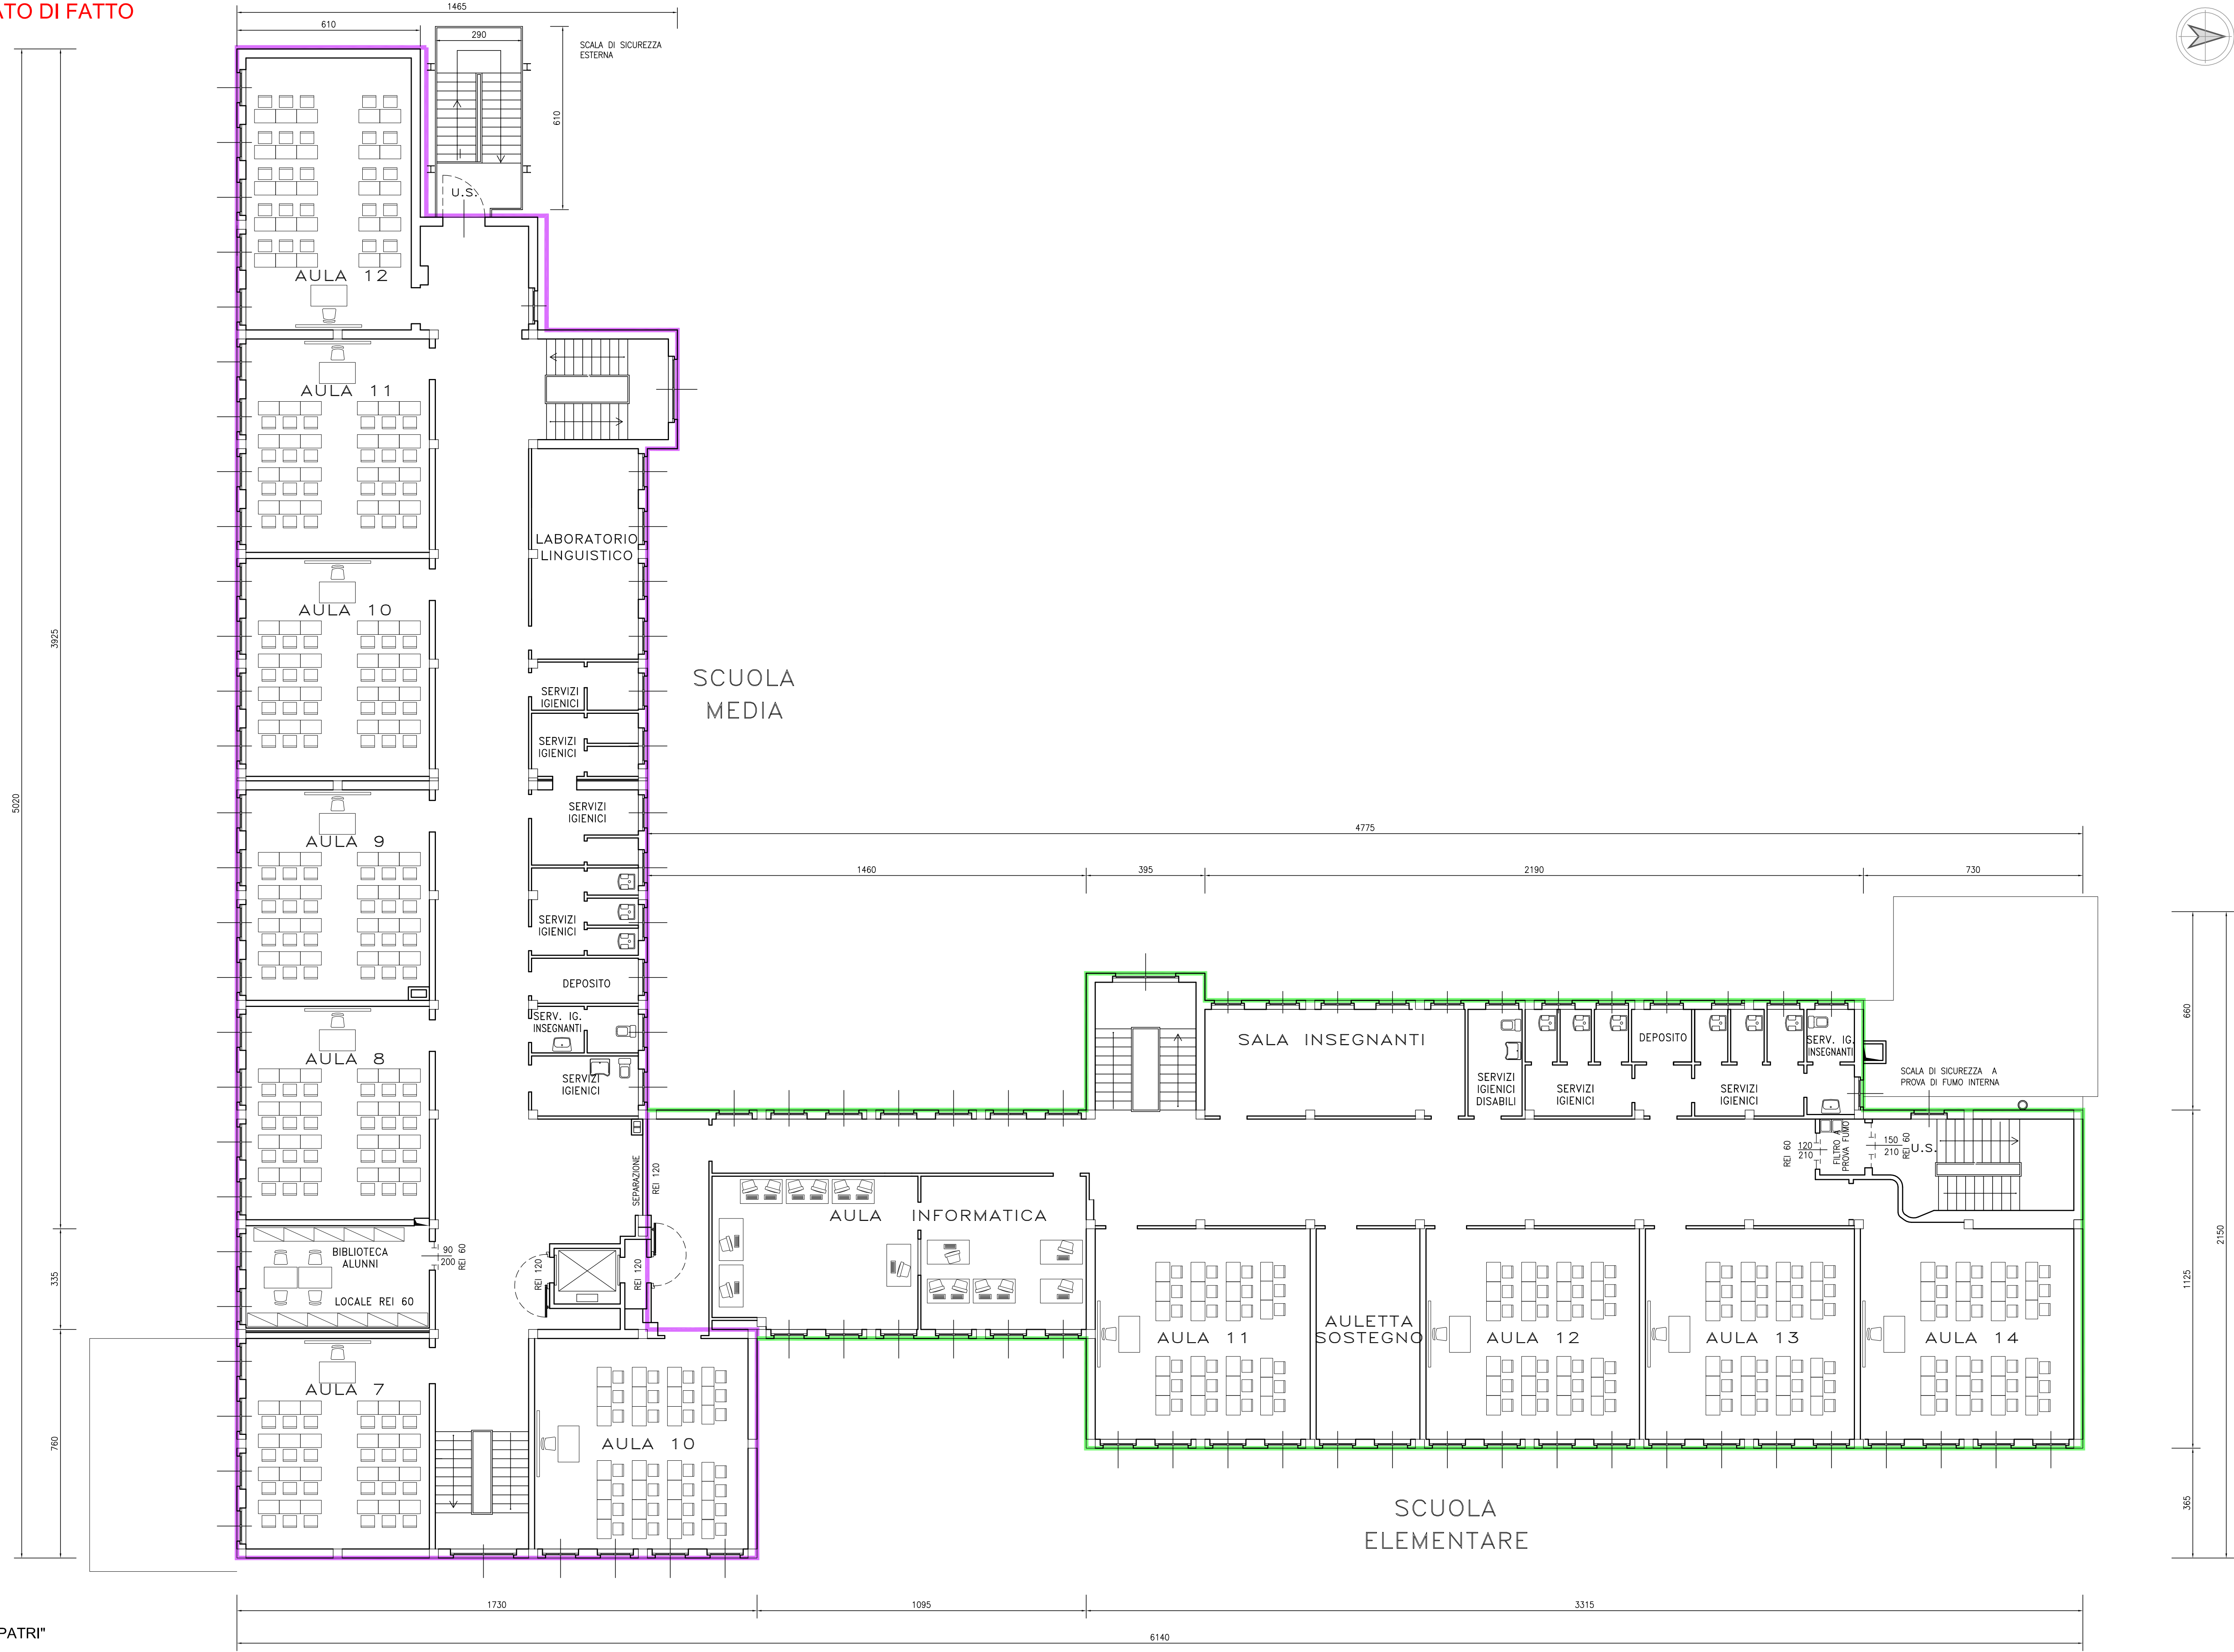 ATO DI FATTO
1465
610
290
SCALA DI SICUREZZA
ESTERNA
610
U.S.
AULA 12
AULA 11
LABORATORIO
LINGUISTICO
AULA 10
3925
5020
SCUOLA
MEDIA
SERVIZI
IGIENICI
SERVIZI
IGIENICI
SERVIZI
IGIENICI
AULA 9
4775
1460
395
2190
730
SERVIZI
IGIENICI
DEPOSITO
SERV. IG.
INSEGNANTI
AULA 8
SERVIZI
IGIENICI
SALA INSEGNANTI
SERVIZI
IGIENICI
DISABILI
SERVIZI
IGIENICI
DEPOSITO
SERVIZI
IGIENICI
SERV. IG.
INSEGNANTI
SCALA DI SICUREZZA A
PROVA DI FUMO INTERNA
660
2150
1125
365
SEPARAZIONE
REI 120
REI 60
120
210
FILTRO A
PROVA FUMO
150
210
REI 60
U.S.
AULA INFORMATICA
BIBLIOTECA
ALUNNI
LOCALE REI 60
90
200
REI 60
REI 120
REI 120
335
760
AULA 11
AULETTA
SOSTEGNO
AULA 12
AULA 13
AULA 14
AULA 7
AULA 10
SCUOLA
ELEMENTARE
1730
1095
3315
6140
PATRI"